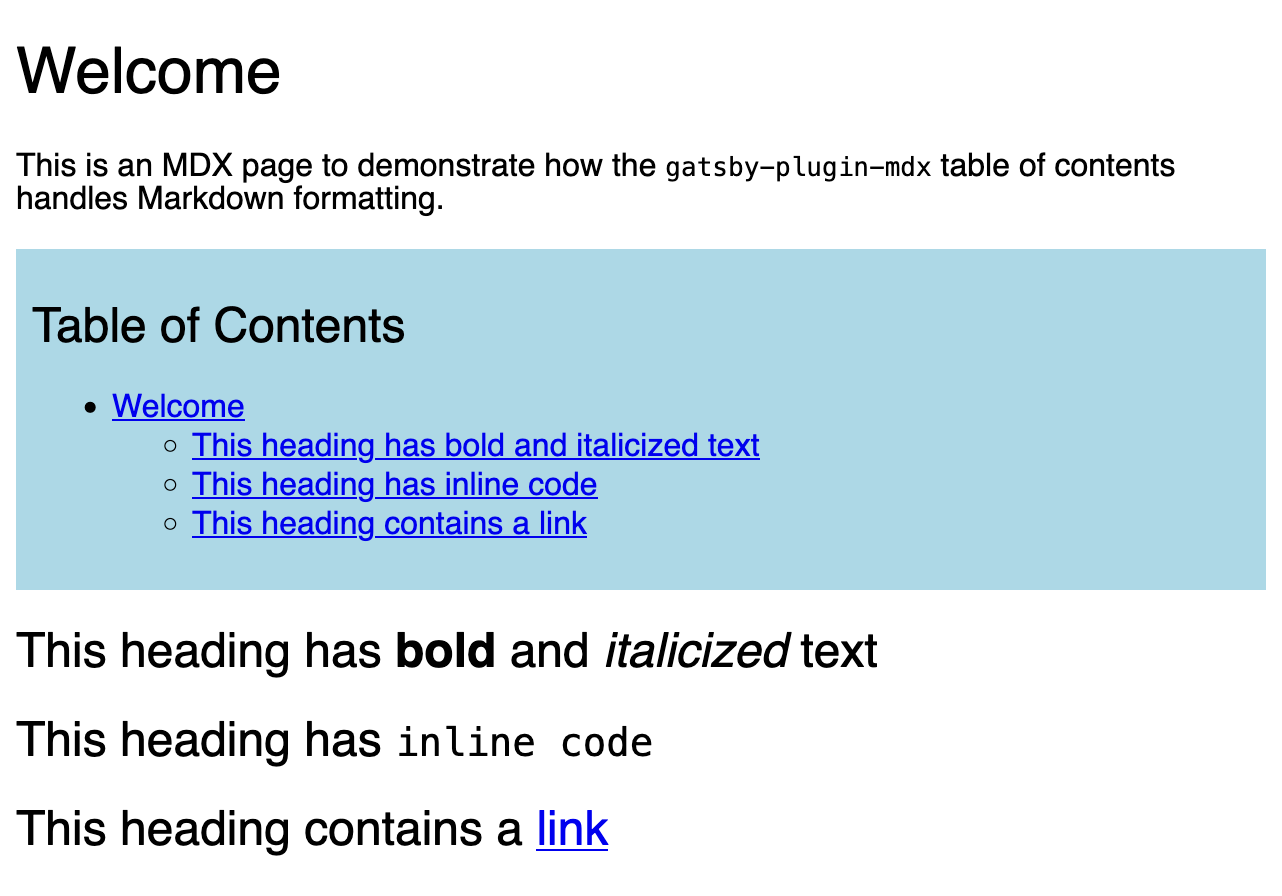 Welcome
This is an MDX page to demonstrate how the gatsby-plugin-mdx table of contents
handles Markdown formatting.
Table of Contents
Welcome
This heading has bold and italicized text
This heading has inline code
This heading contains a link
This heading has bold and italicized text
This heading has inline code
This heading contains a link